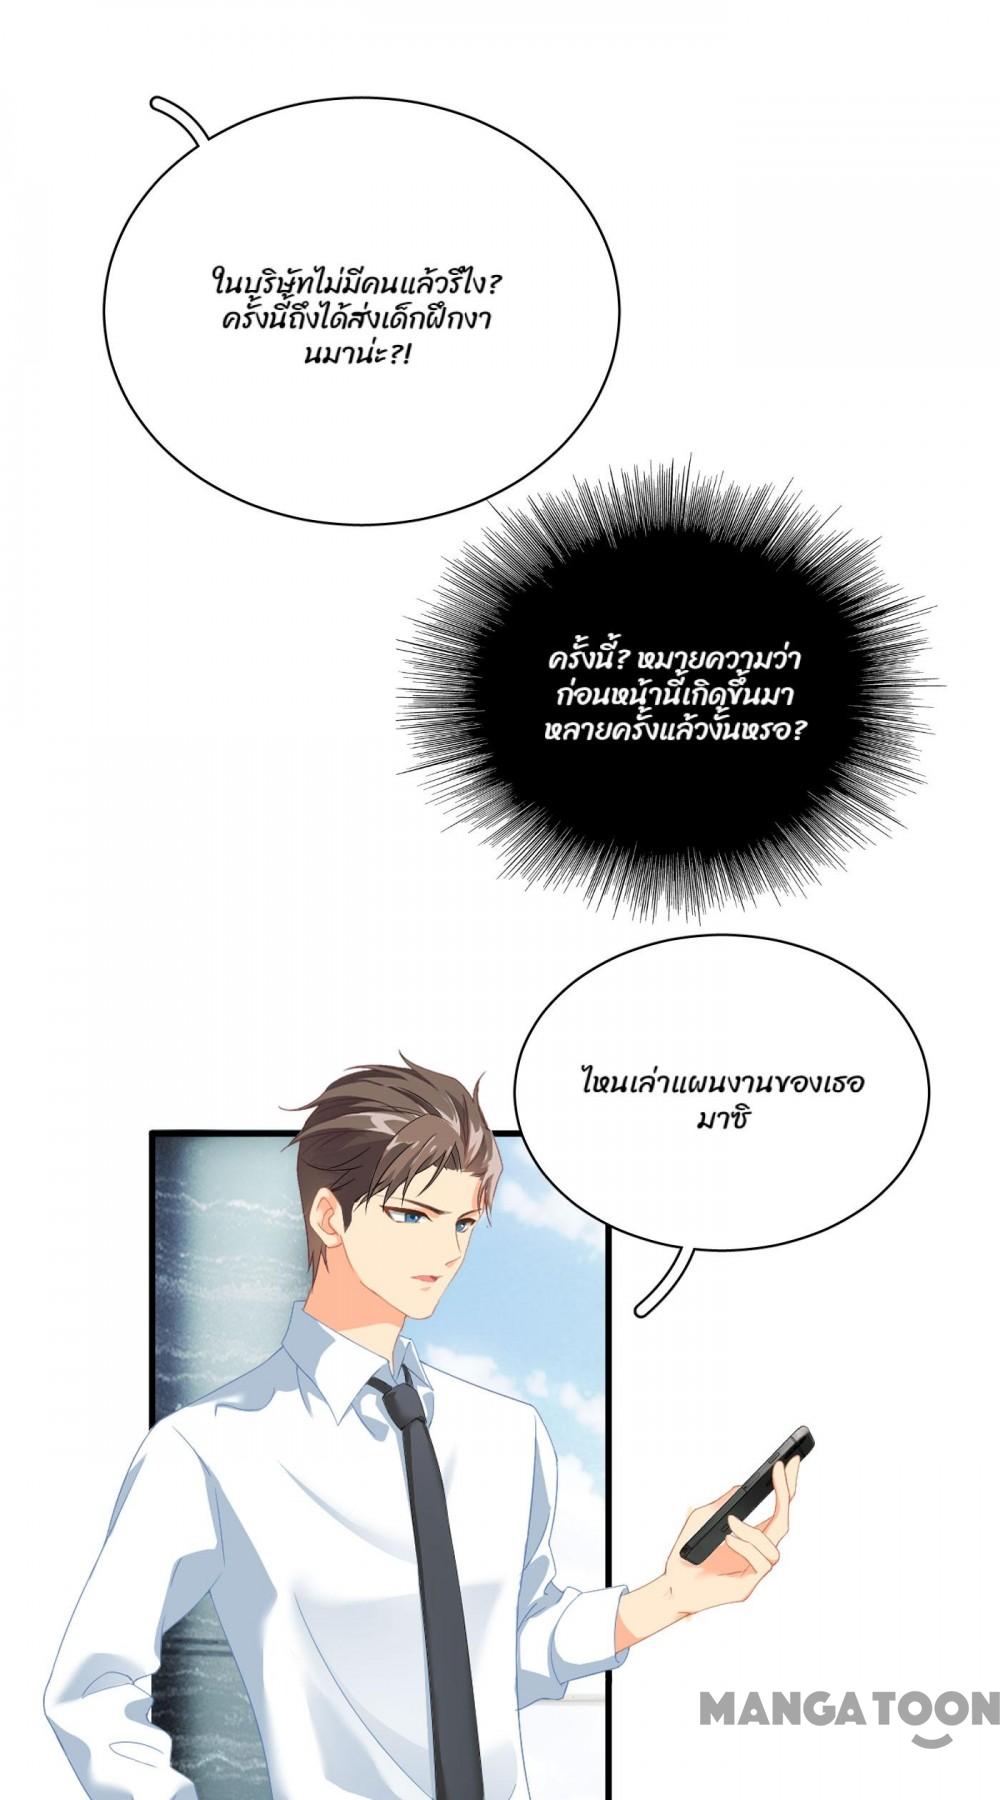 ในบริษัทไม่มีคนแล้วรึไง?
ครั้งนี้ถึงได้ส่งเด็กฝึกงา
นมาน่ะ?!
ครั้งนี้? หมายความว่า
ก่อนหน้านี้เกิดขึ้นมา
หลายครั้งแล้วงั้นหรอ?
ไหนเล่าแผนงานของเธอ
มาซิ
MANGATOON